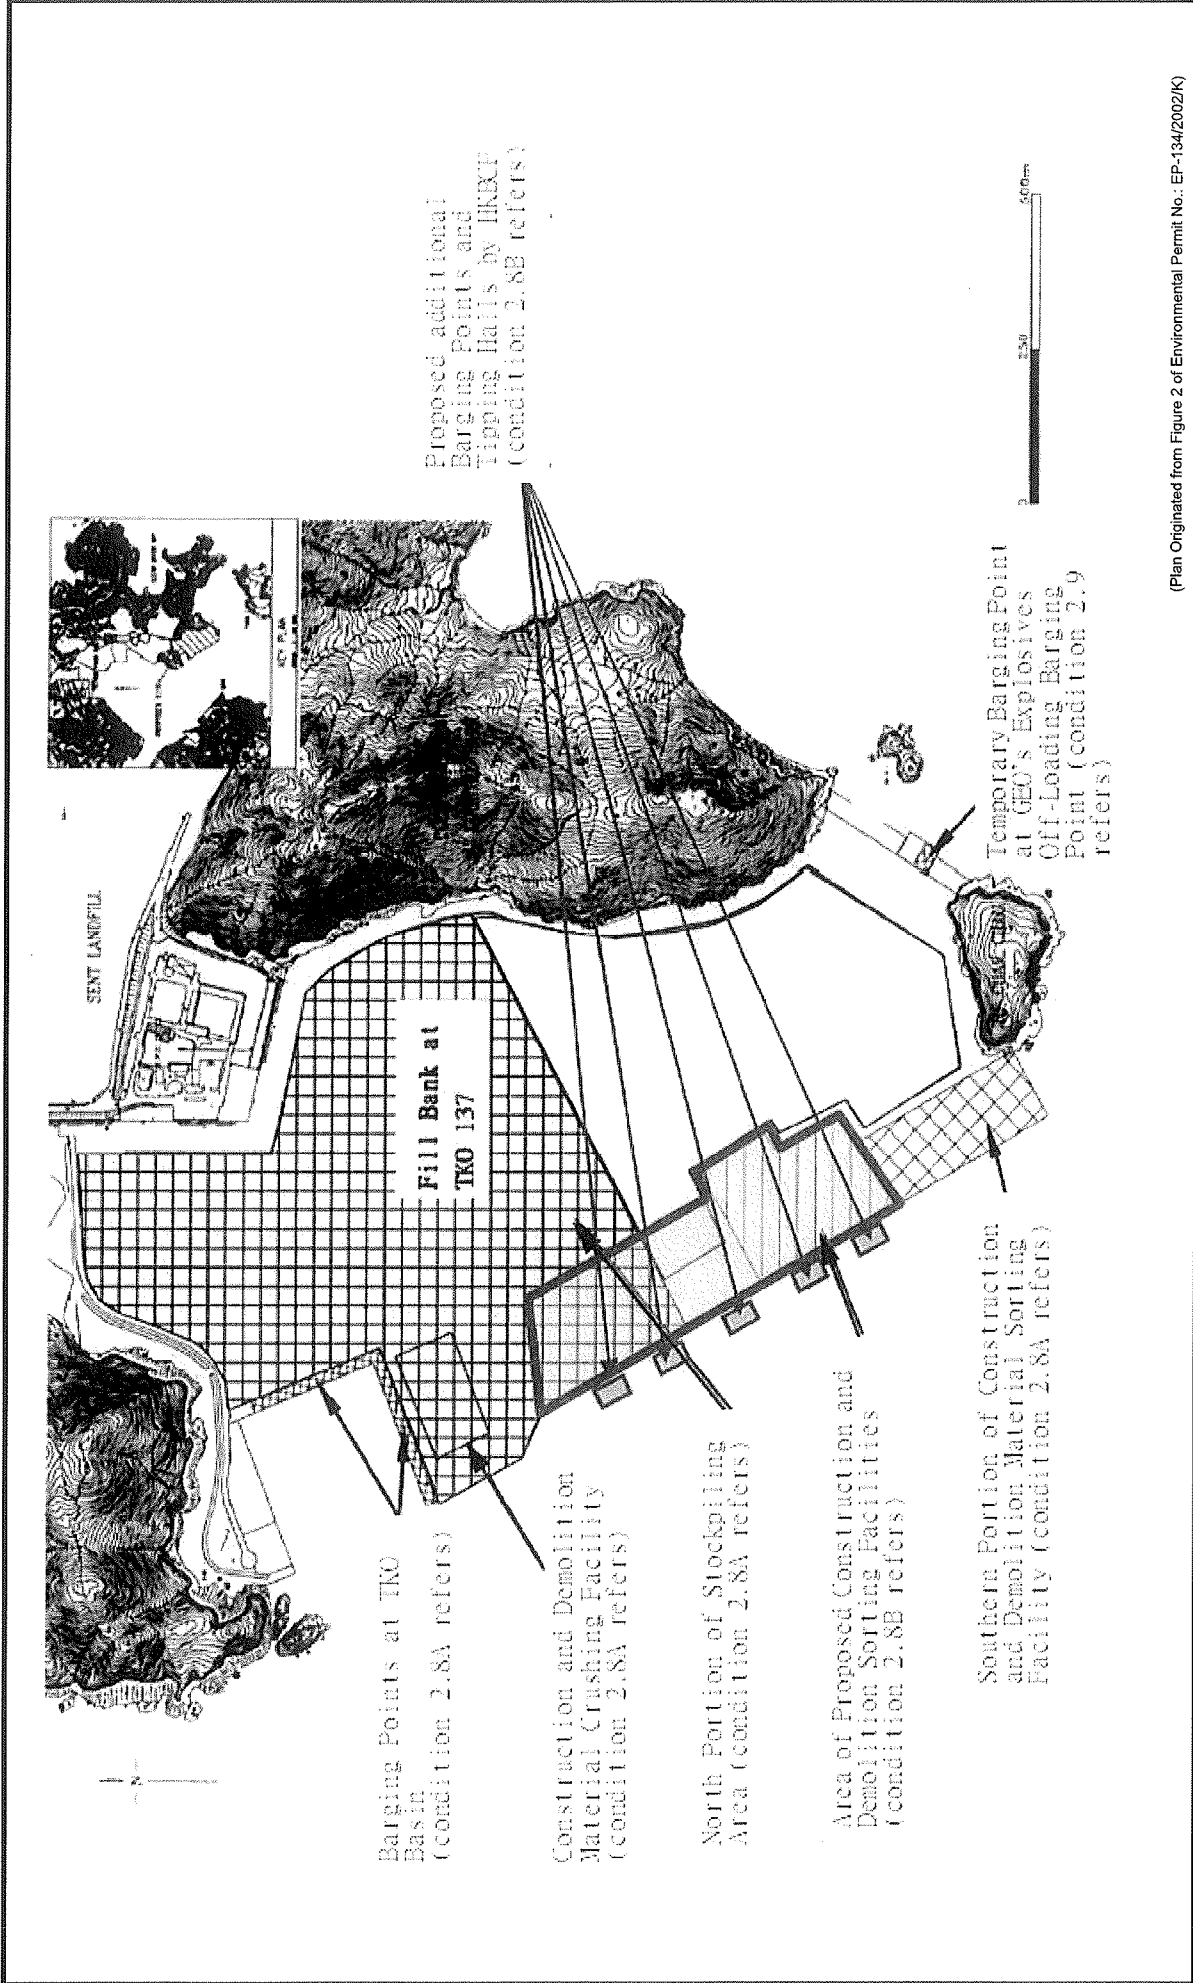 SENT LANDFILL
KEY PLAN
Fill Bank at
TKO 137
Proposed additional
Barging Points and
Tipping Halls by HKBCF
(condition 2.8B refers)
Barging Points at TKO
Basin
(condition 2.8A refers)
Construction and Demolition
Material Crushing Facility
(condition 2.8A refers)
North Portion of Stockpiling
Area (condition 2.8A refers)
Area of Proposed Construction and
Demolition Sorting Facilities
(condition 2.8B refers)
Southern Portion of Construction
and Demolition Material Sorting
Facility (condition 2.8A refers)
Temporary Barging Point
at GEO's Explosives
Off-Loading Barging
Point (condition 2.9
refers)
0 250 500m
(Plan Originated from Figure 2 of Environmental Permit No.: EP-134/2002/K)